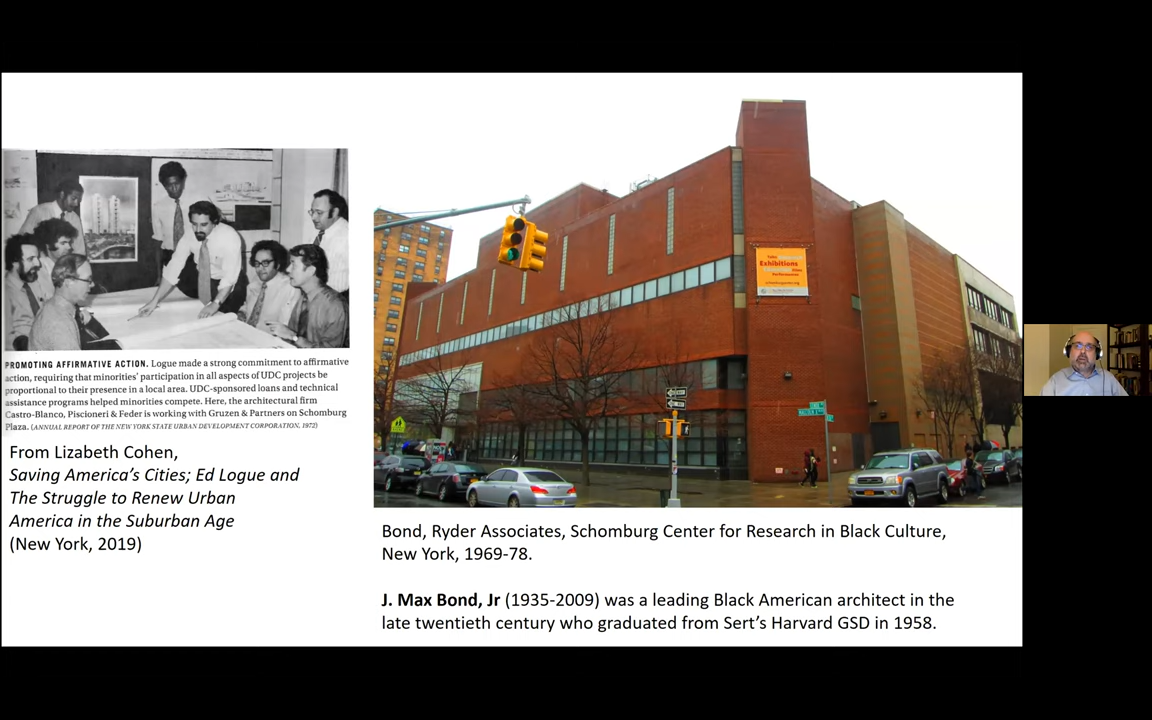 PROMOTING AFFIRMATIVE ACTION. Logue made a strong commitment to affirmative
action, requiring that minorities' participation in all aspects of UDC projects be
proportional to their presence in a local area. UDC-sponsored loans and technical
assistance programs helped minorities compete. Here, the architectural firm
Castro-Blanco, Piscioneri & Feder is working with Gruzen & Partners on Schomburg
Plaza. (ANNUAL REPORT OF THE NEW YORK STATE URBAN DEVELOPMENT CORPORATION, 1972)
From Lizabeth Cohen,
Saving America's Cities; Ed Logue and
The Struggle to Renew Urban
America in the Suburban Age
(New York, 2019)
Exhibitions
Bond, Ryder Associates, Schomburg Center for Research in Black Culture,
New York, 1969-78.
J. Max Bond, Jr (1935-2009) was a leading Black American architect in the
late twentieth century who graduated from Sert's Harvard GSD in 1958.